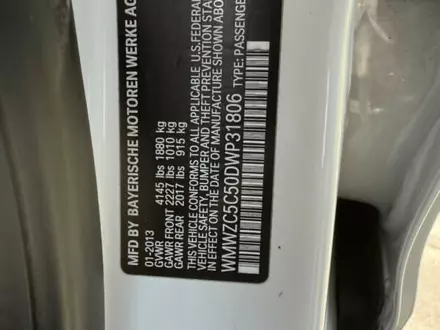 MFD BY BAYERISCHE MOTOREN WERKE AG
01-2013
GVWR 4145 lbs 1880 kg
GAWR FRONT 2227 lbs 1010 kg
GAWR REAR 2017 lbs 915 kg
THIS VEHICLE CONFORMS TO ALL APPLICABLE U.S. FEDERAL
VEHICLE SAFETY, BUMPER AND THEFT PREVENTION STA
IN EFFECT ON THE DATE OF MANUFACTURE SHOWN ABO
WMWZC5C50DWP31806 TYPE: PASSENGE